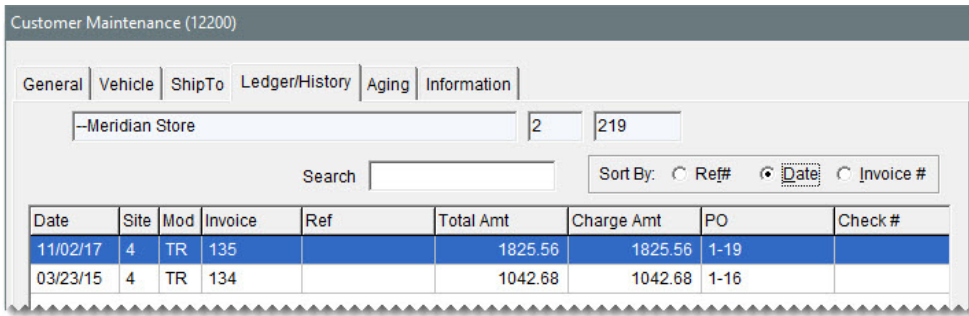 Customer Maintenance (12200)
General Vehicle ShipTo Ledger/History Aging Information
--Meridian Store 2 219
Search Sort By: Ref# Date Invoice #
Date Site Mod Invoice Ref Total Amt Charge Amt PO Check #
11/02/17 4 TR 135 1825.56 1825.56 1-19
03/23/15 4 TR 134 1042.68 1042.68 1-16